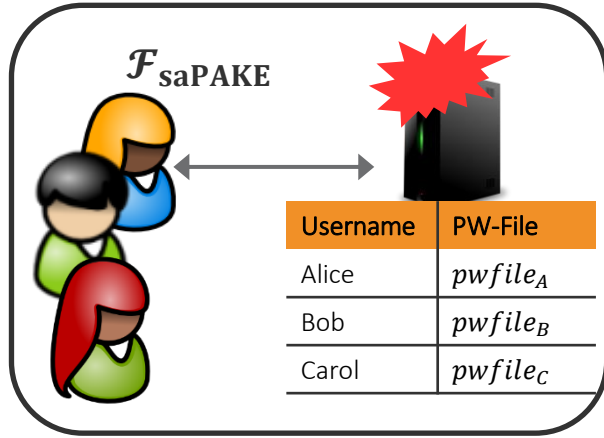 ℱsaPAKE
Username PW-File
Alice pwfile_A
Bob pwfile_B
Carol pwfile_C